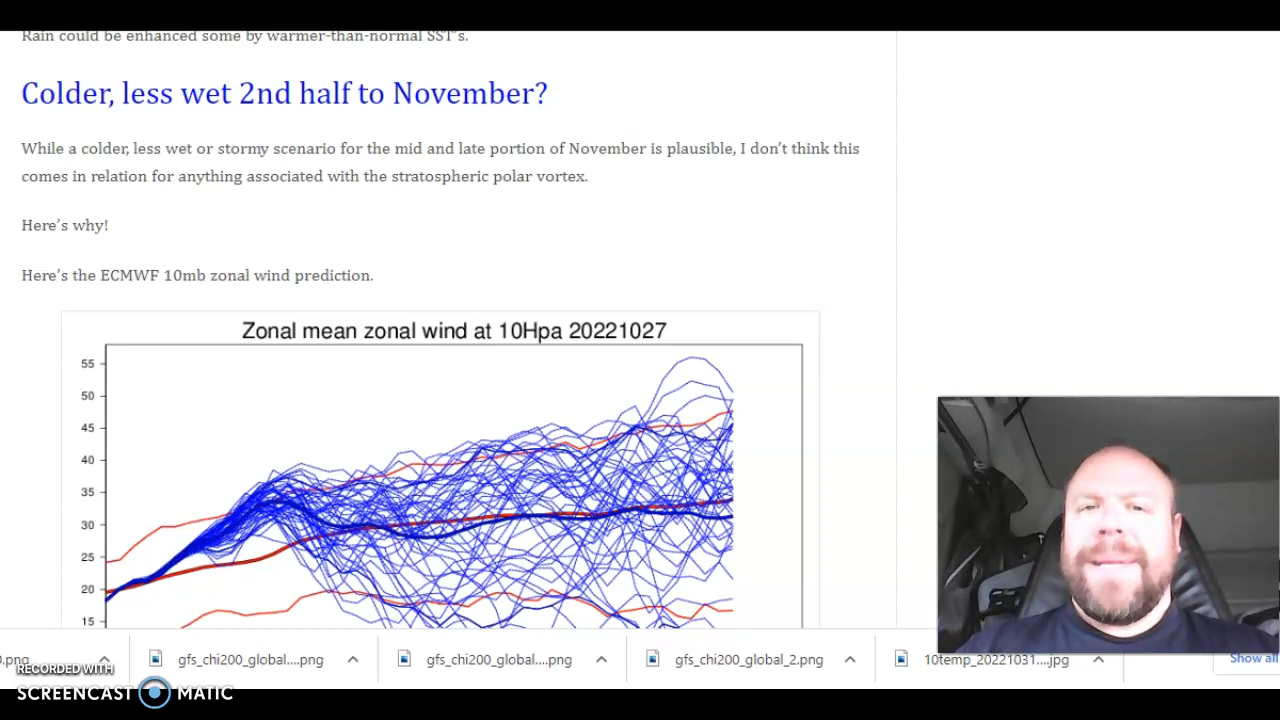 Rain could be enhanced some by warmer-than-normal SST's.
Colder, less wet 2nd half to November?
While a colder, less wet or stormy scenario for the mid and late portion of November is plausible, I don't think this
comes in relation for anything associated with the stratospheric polar vortex.
Here's why!
Here's the ECMWF 10mb zonal wind prediction.
Zonal mean zonal wind at 10Hpa 20221027
55
50
45
40
35
30
25
20
15
0.png
gfs_chi200_global....png
gfs_chi200_global....png
gfs_chi200_global_2.png
10temp_20221031....jpg
Show all
RECORDED WITH
SCREENCAST MATIC